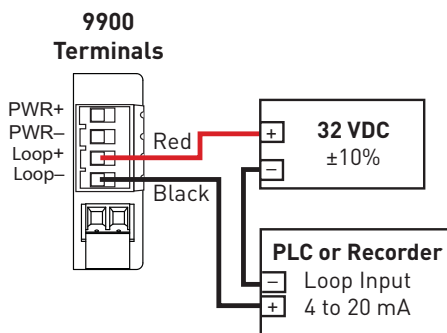 9900
Terminals
PWR+
PWR–
Loop+
Loop–
Red
Black
+
32 VDC
–
±10%
PLC or Recorder
–
Loop Input
+
4 to 20 mA